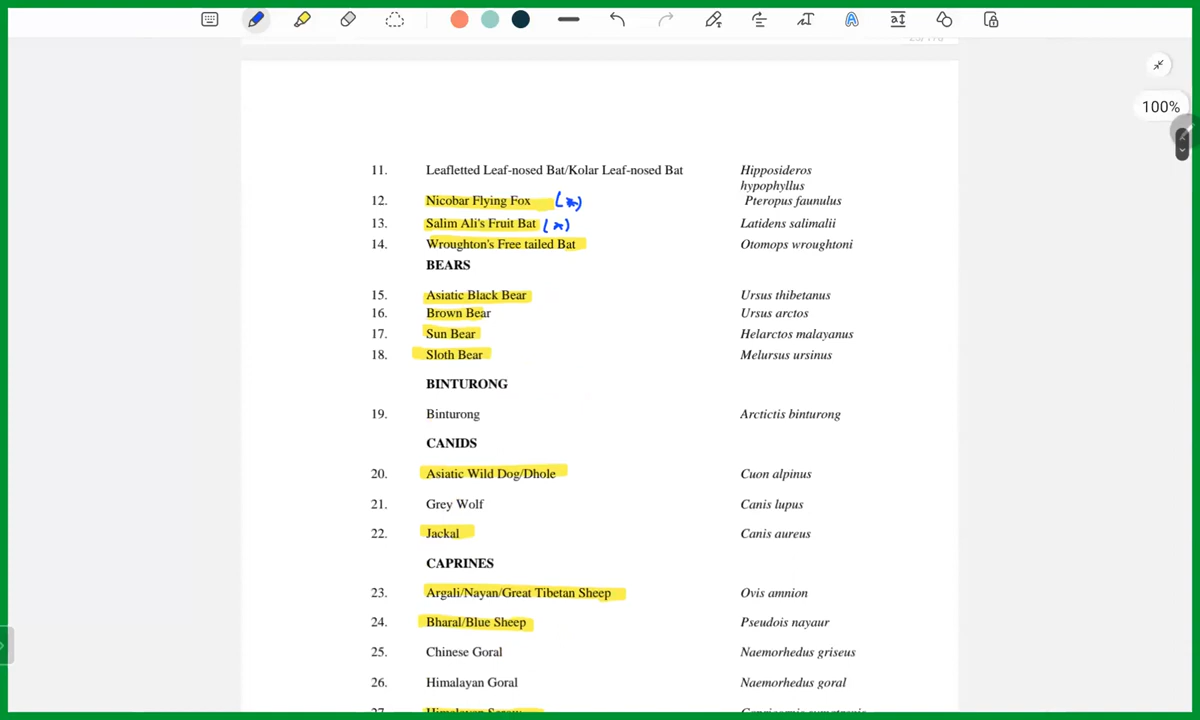 100%
11. Leafletted Leaf-nosed Bat/Kolar Leaf-nosed Bat Hipposideros
hypophyllus
12. Nicobar Flying Fox (*) Pteropus faunulus
13. Salim Ali's Fruit Bat (*) Latidens salimalii
14. Wroughton's Free tailed Bat Otomops wroughtoni
BEARS
15. Asiatic Black Bear Ursus thibetanus
16. Brown Bear Ursus arctos
17. Sun Bear Helarctos malayanus
18. Sloth Bear Melursus ursinus
BINTURONG
19. Binturong Arctictis binturong
CANIDS
20. Asiatic Wild Dog/Dhole Cuon alpinus
21. Grey Wolf Canis lupus
22. Jackal Canis aureus
CAPRINES
23. Argali/Nayan/Great Tibetan Sheep Ovis amnion
24. Bharal/Blue Sheep Pseudois nayaur
25. Chinese Goral Naemorhedus griseus
26. Himalayan Goral Naemorhedus goral
27. Himalayan Serow